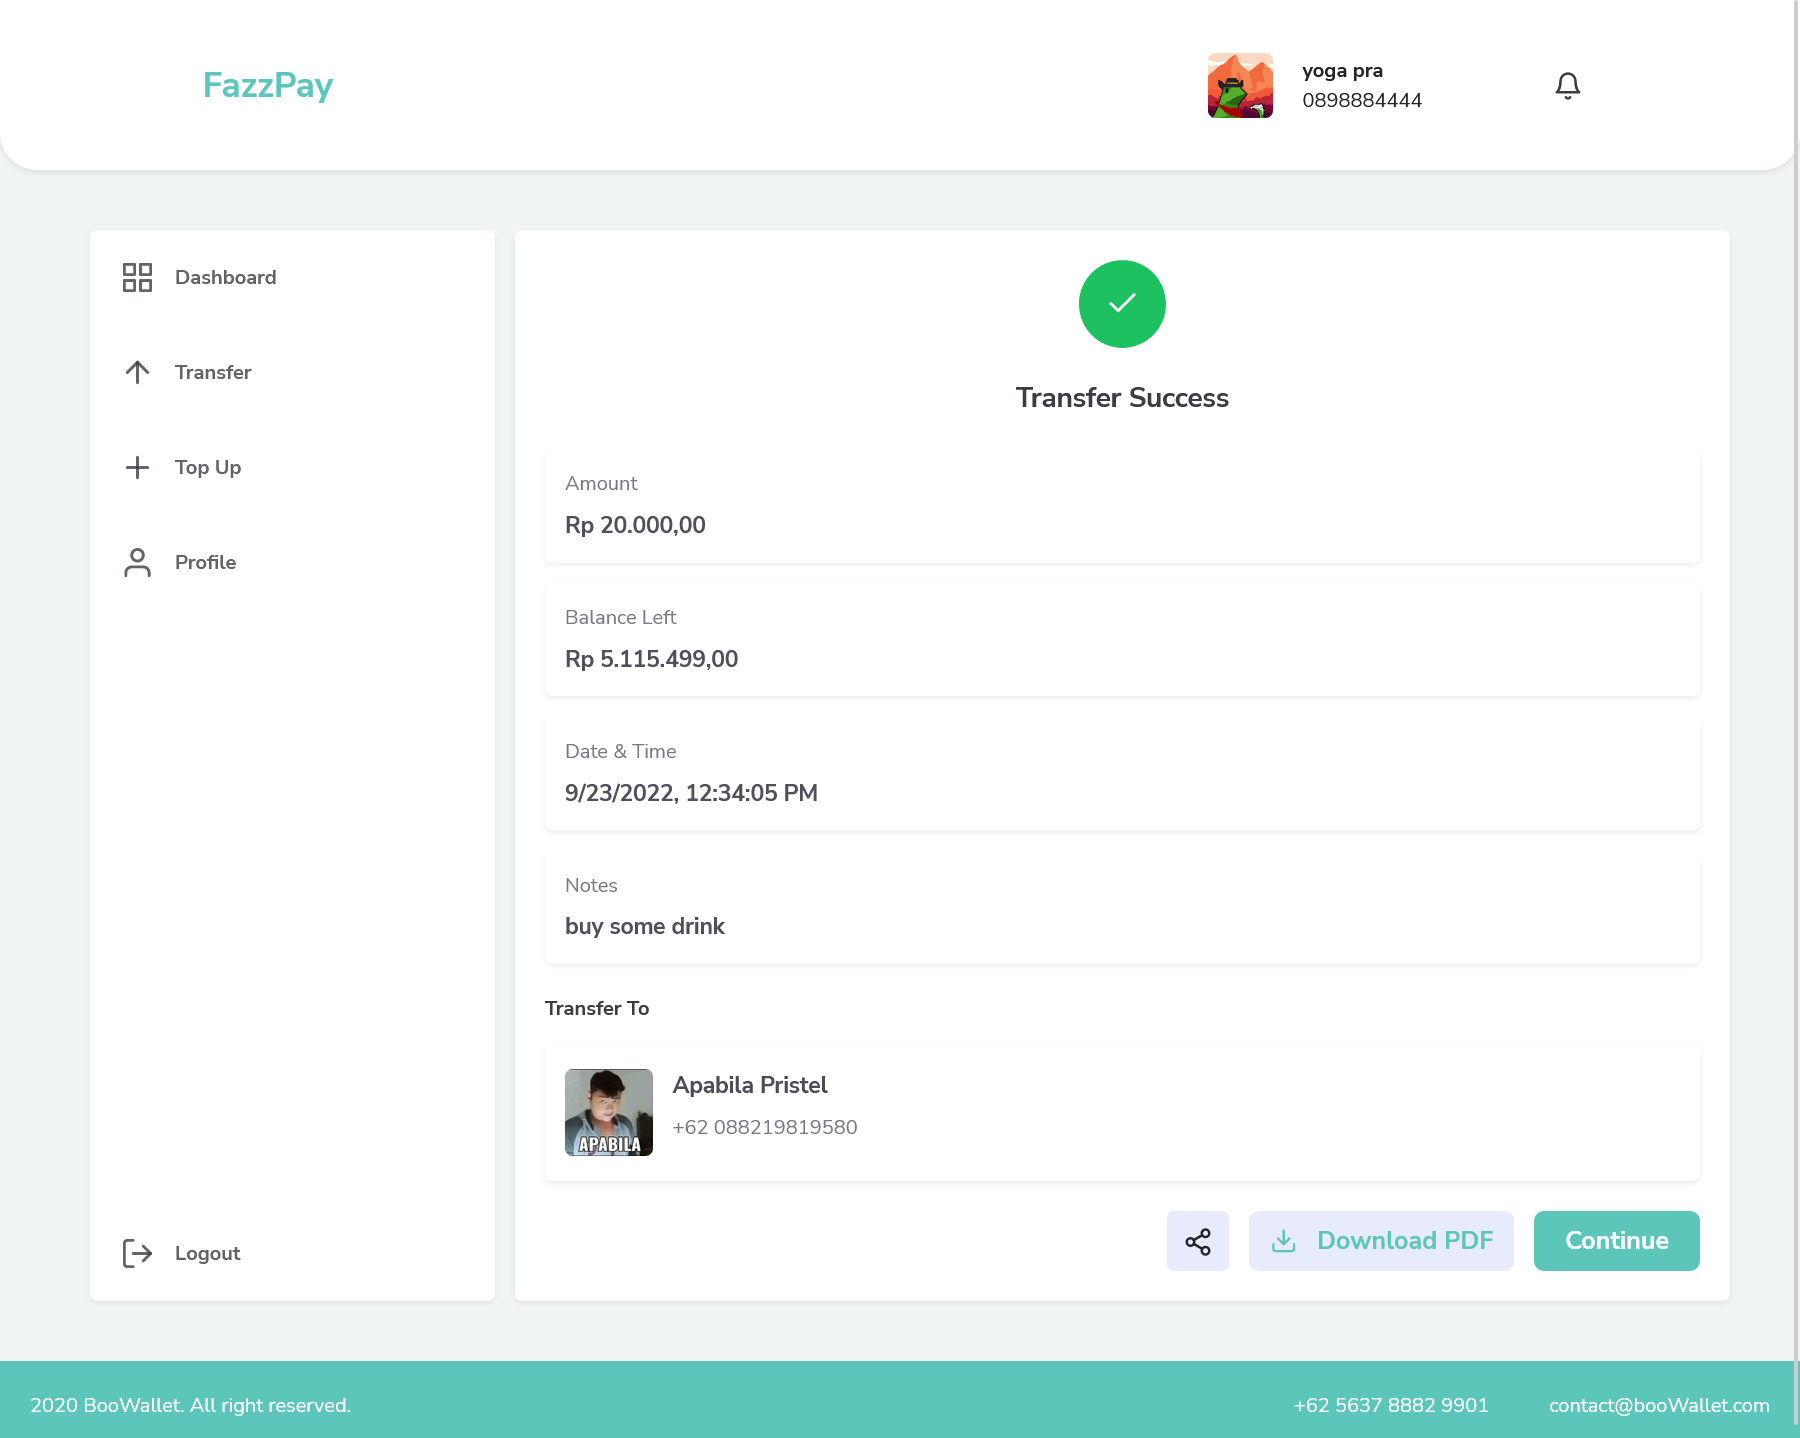 FazzPay
yoga pra
0898884444
Dashboard
Transfer
Top Up
Profile
Logout
Transfer Success
Amount
Rp 20.000,00
Balance Left
Rp 5.115.499,00
Date & Time
9/23/2022, 12:34:05 PM
Notes
buy some drink
Transfer To
Apabila Pristel
+62 088219819580
APABILA
Download PDF
Continue
2020 BooWallet. All right reserved.
+62 5637 8882 9901
contact@booWallet.com